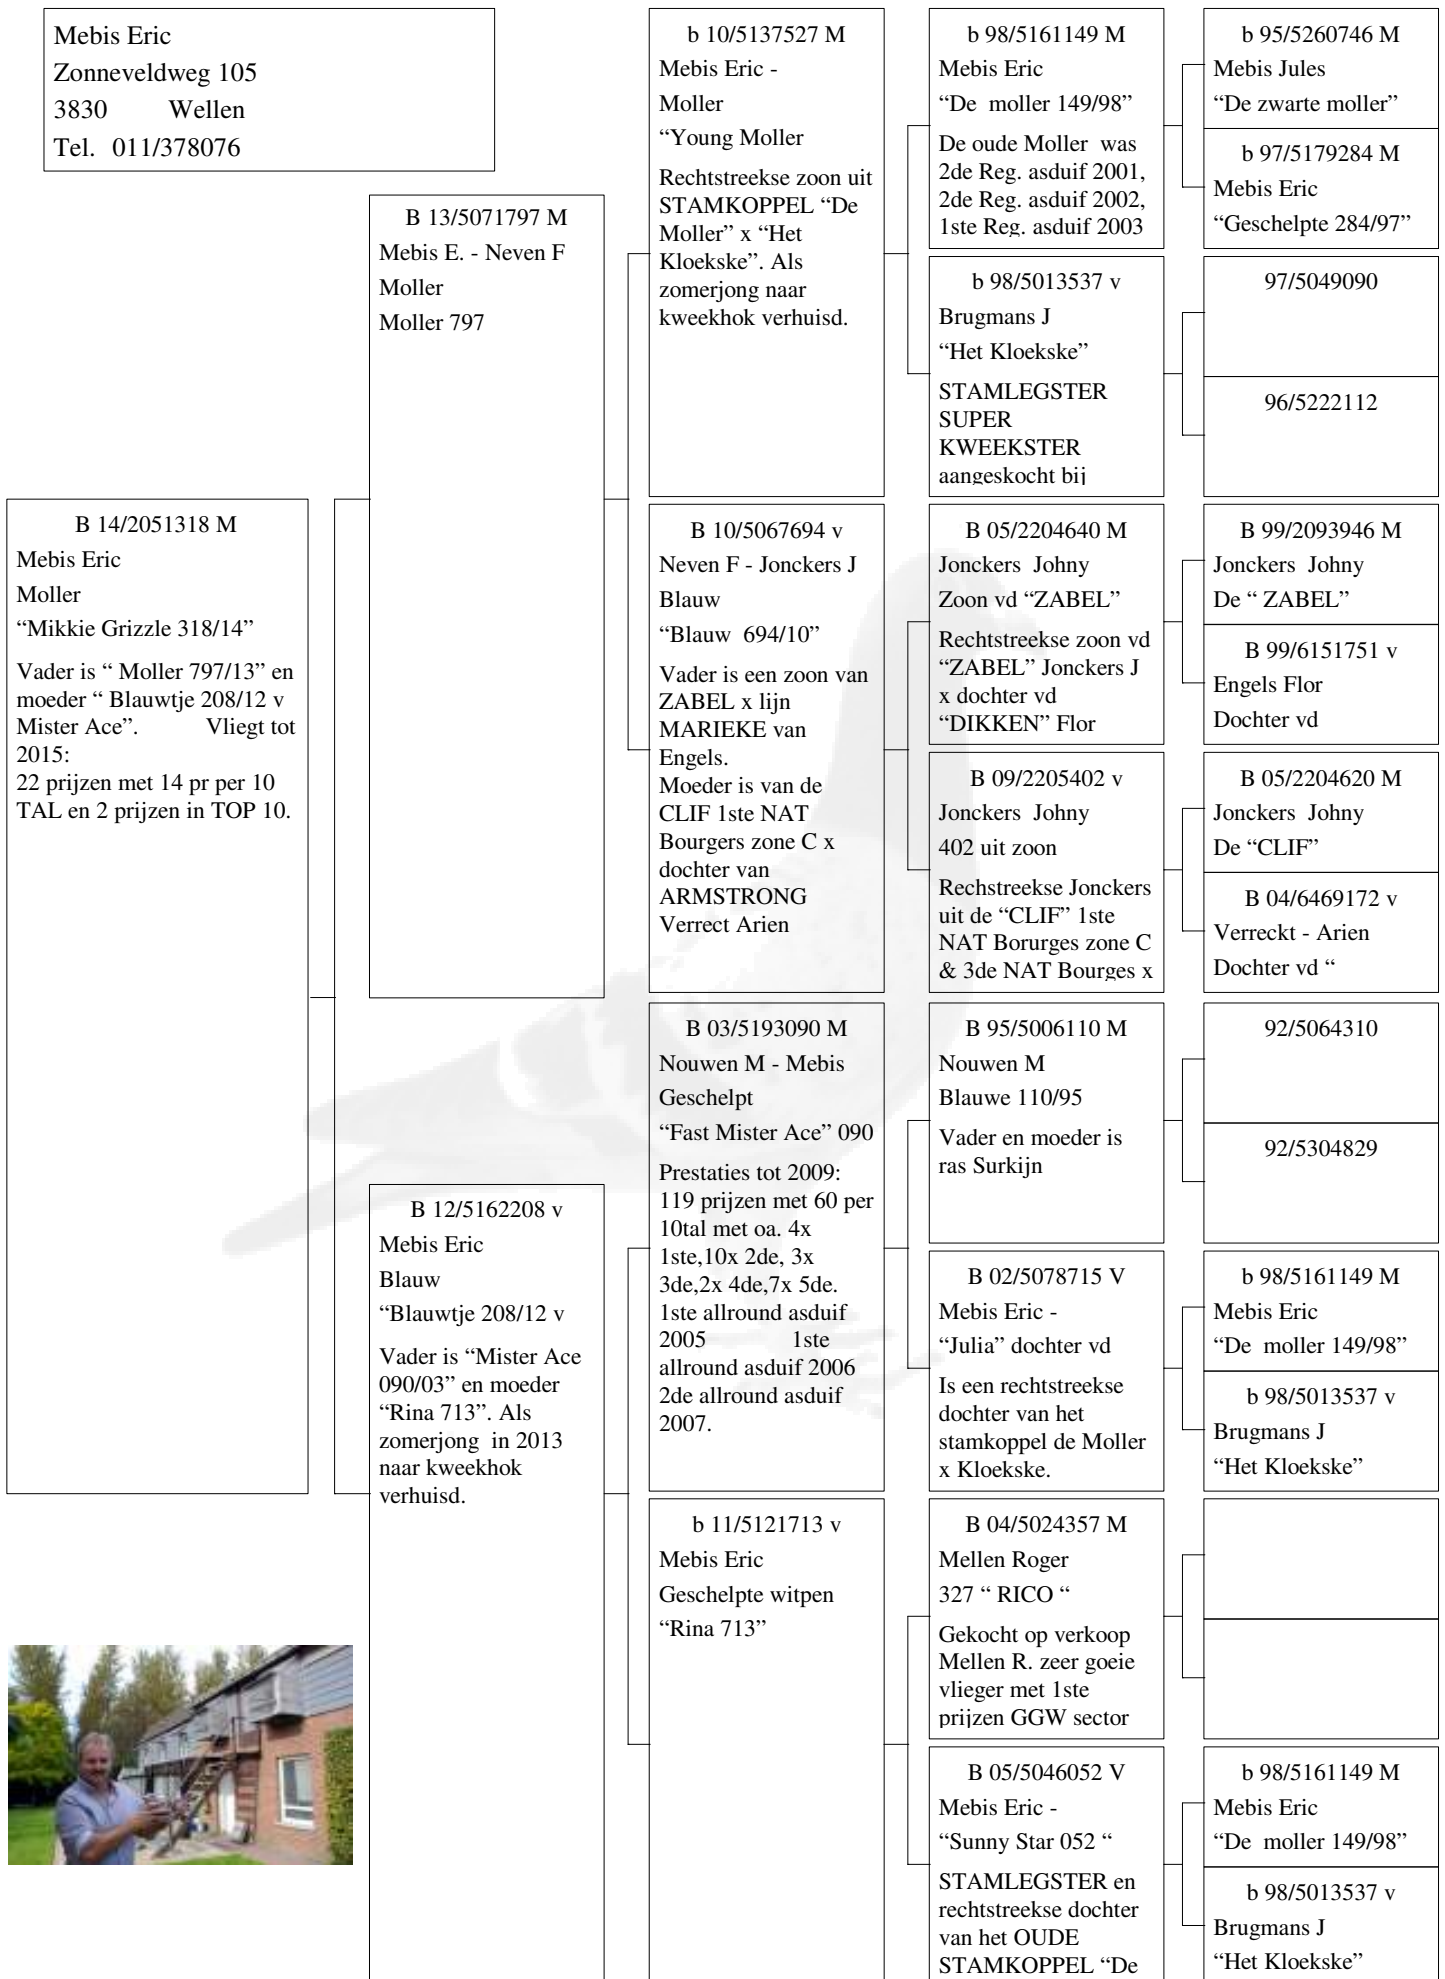 Mebis Eric
Zonneveldweg 105
3830 Wellen
Tel. 011/378076
B 14/2051318 M
Mebis Eric
Moller
“Mikkie Grizzle 318/14”
Vader is “ Moller 797/13” en
moeder “ Blauwtje 208/12 v
Mister Ace”. Vliegt tot
2015:
22 prijzen met 14 pr per 10
TAL en 2 prijzen in TOP 10.
B 13/5071797 M
Mebis E. - Neven F
Moller
Moller 797
B 12/5162208 v
Mebis Eric
Blauw
“Blauwtje 208/12 v
Vader is “Mister Ace
090/03” en moeder
“Rina 713”. Als
zomerjong in 2013
naar kweekhok
verhuisd.
b 10/5137527 M
Mebis Eric -
Moller
“Young Moller
Rechtstreekse zoon uit
STAMKOPPEL “De
Moller” x “Het
Kloekske”. Als
zomerjong naar
kweekhok verhuisd.
B 10/5067694 v
Neven F - Jonckers J
Blauw
“Blauw 694/10”
Vader is een zoon van
ZABEL x lijn
MARIEKE van
Engels.
Moeder is van de
CLIF 1ste NAT
Bourgers zone C x
dochter van
ARMSTRONG
Verrect Arien
B 03/5193090 M
Nouwen M - Mebis
Geschelpt
“Fast Mister Ace” 090
Prestaties tot 2009:
119 prijzen met 60 per
10tal met oa. 4x
1ste,10x 2de, 3x
3de,2x 4de,7x 5de.
1ste allround asduif
2005 1ste
allround asduif 2006
2de allround asduif
2007.
b 11/5121713 v
Mebis Eric
Geschelpte witpen
“Rina 713”
b 98/5161149 M
Mebis Eric
“De moller 149/98”
De oude Moller was
2de Reg. asduif 2001,
2de Reg. asduif 2002,
1ste Reg. asduif 2003
b 98/5013537 v
Brugmans J
“Het Kloekske”
STAMLEGSTER
SUPER
KWEEKSTER
aangeskocht bij
B 05/2204640 M
Jonckers Johny
Zoon vd “ZABEL”
Rechtstreekse zoon vd
“ZABEL” Jonckers J
x dochter vd
“DIKKEN” Flor
B 09/2205402 v
Jonckers Johny
402 uit zoon
Rechstreekse Jonckers
uit de “CLIF” 1ste
NAT Borurges zone C
& 3de NAT Bourges x
B 95/5006110 M
Nouwen M
Blauwe 110/95
Vader en moeder is
ras Surkijn
B 02/5078715 V
Mebis Eric -
“Julia” dochter vd
Is een rechtstreekse
dochter van het
stamkoppel de Moller
x Kloekske.
B 04/5024357 M
Mellen Roger
327 “ RICO “
Gekocht op verkoop
Mellen R. zeer goeie
vlieger met 1ste
prijzen GGW sector
B 05/5046052 V
Mebis Eric -
“Sunny Star 052 “
STAMLEGSTER en
rechtstreekse dochter
van het OUDE
STAMKOPPEL “De
b 95/5260746 M
Mebis Jules
“De zwarte moller”
b 97/5179284 M
Mebis Eric
“Geschelpte 284/97”
97/5049090
96/5222112
B 99/2093946 M
Jonckers Johny
De “ ZABEL”
B 99/6151751 v
Engels Flor
Dochter vd
B 05/2204620 M
Jonckers Johny
De “CLIF”
B 04/6469172 v
Verreckt - Arien
Dochter vd “
92/5064310
92/5304829
b 98/5161149 M
Mebis Eric
“De moller 149/98”
b 98/5013537 v
Brugmans J
“Het Kloekske”
b 98/5161149 M
Mebis Eric
“De moller 149/98”
b 98/5013537 v
Brugmans J
“Het Kloekske”